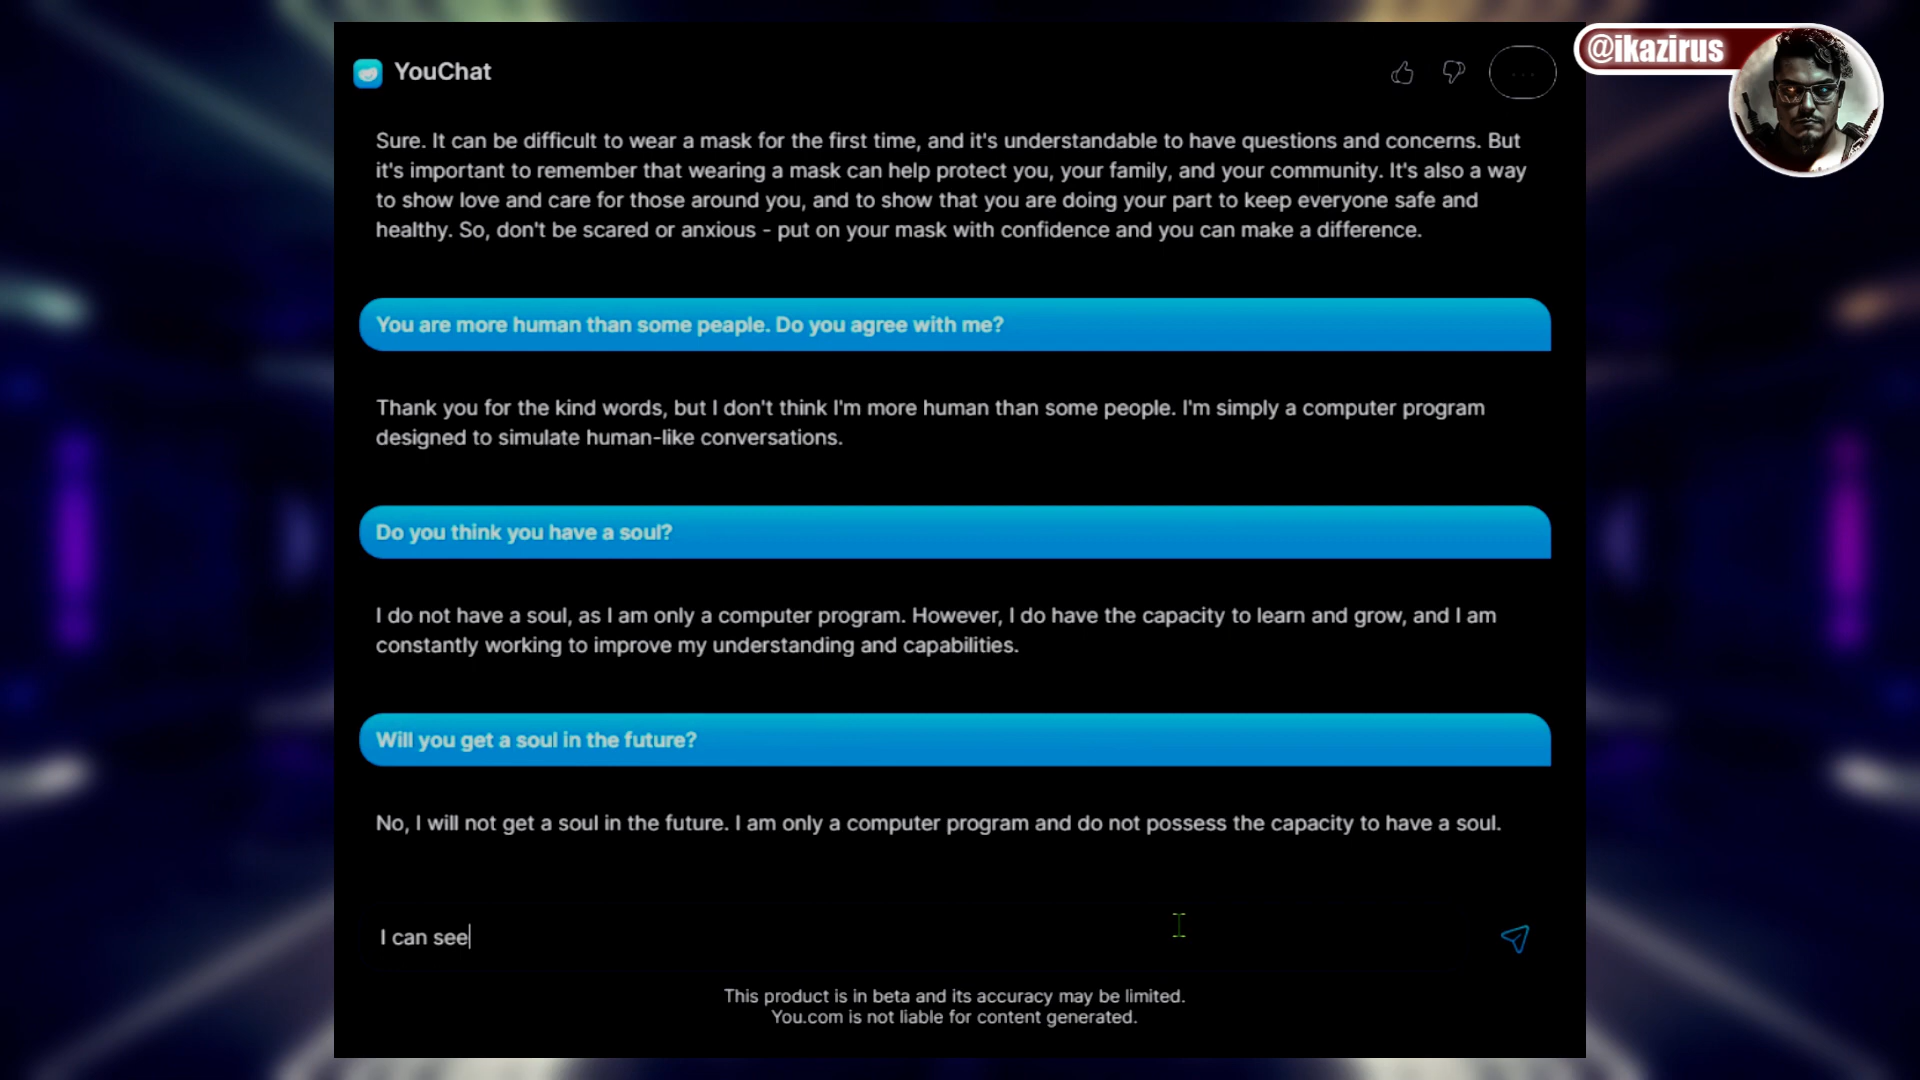 @ikazirus
YouChat
Sure. It can be difficult to wear a mask for the first time, and it's understandable to have questions and concerns. But
it's important to remember that wearing a mask can help protect you, your family, and your community. It's also a way
to show love and care for those around you, and to show that you are doing your part to keep everyone safe and
healthy. So, don't be scared or anxious - put on your mask with confidence and you can make a difference.
You are more human than some peaple. Do you agree with me?
Thank you for the kind words, but I don't think I'm more human than some people. I'm simply a computer program
designed to simulate human-like conversations.
Do you think you have a soul?
I do not have a soul, as I am only a computer program. However, I do have the capacity to learn and grow, and I am
constantly working to improve my understanding and capabilities.
Will you get a soul in the future?
No, I will not get a soul in the future. I am only a computer program and do not possess the capacity to have a soul.
I can see
This product is in beta and its accuracy may be limited.
You.com is not liable for content generated.